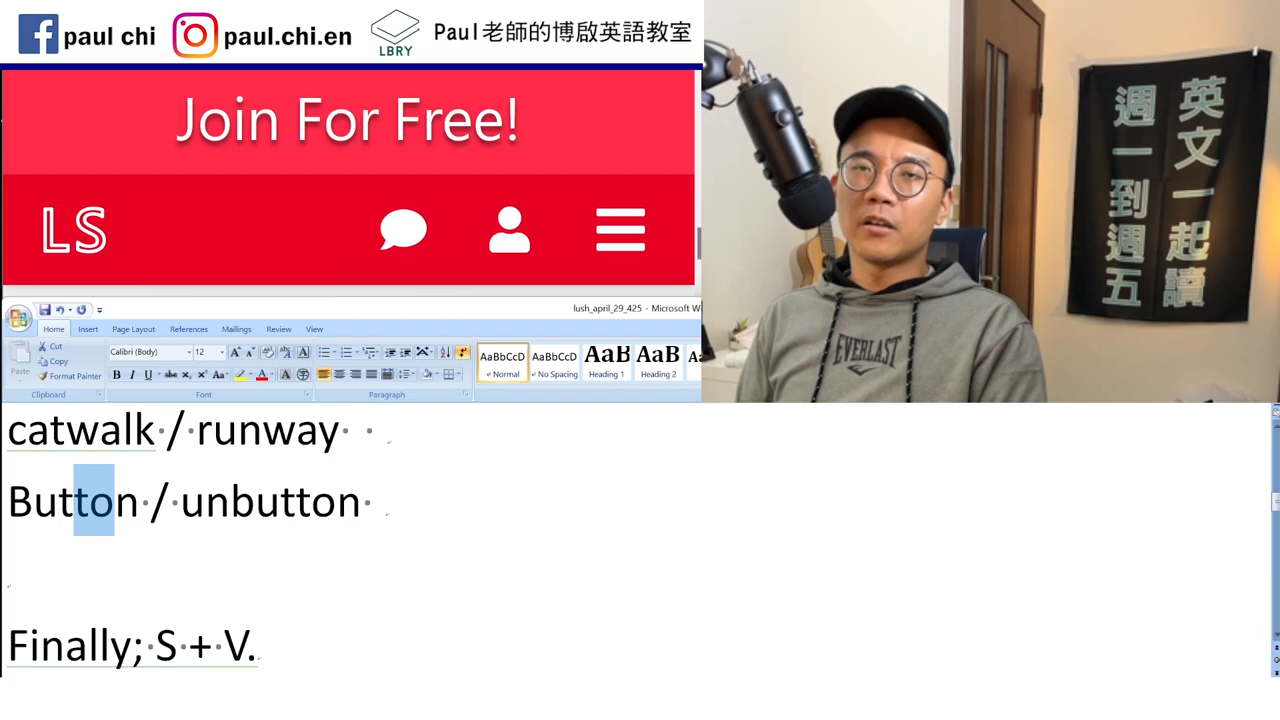 paul chi
paul.chi.en
LBRY
Paul老師的博啟英語教室
Join For Free!
LS
英文一起讀
週一到週五
EVERLAST
lush_april_29_425 - Microsoft W
Home Insert Page Layout References Mailings Review View
Paste
Cut
Copy
Format Painter
Clipboard
Calibri (Body) 12
Font
Paragraph
AaBbCcD AaBbCcD AaB AaB
Normal No Spacing Heading 1 Heading 2
catwalk / runway
Button / unbutton
Finally; S + V.